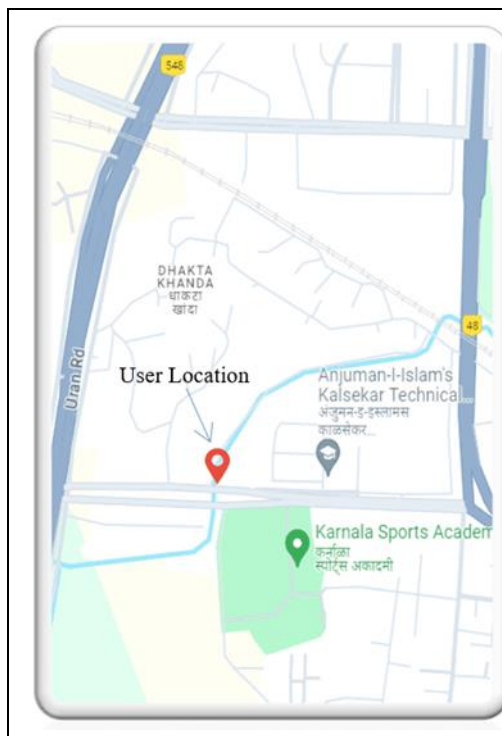 548
DHAKTA
KHANDA
धाकटा
खांदा
48
Uran Rd
User Location
Anjuman-I-Islam's
Kalsekar Technical...
अंजुमन-इ-इस्लामस
काळसेकर...
Karnala Sports Academ
कर्नाळा
स्पोर्ट्स अकादमी